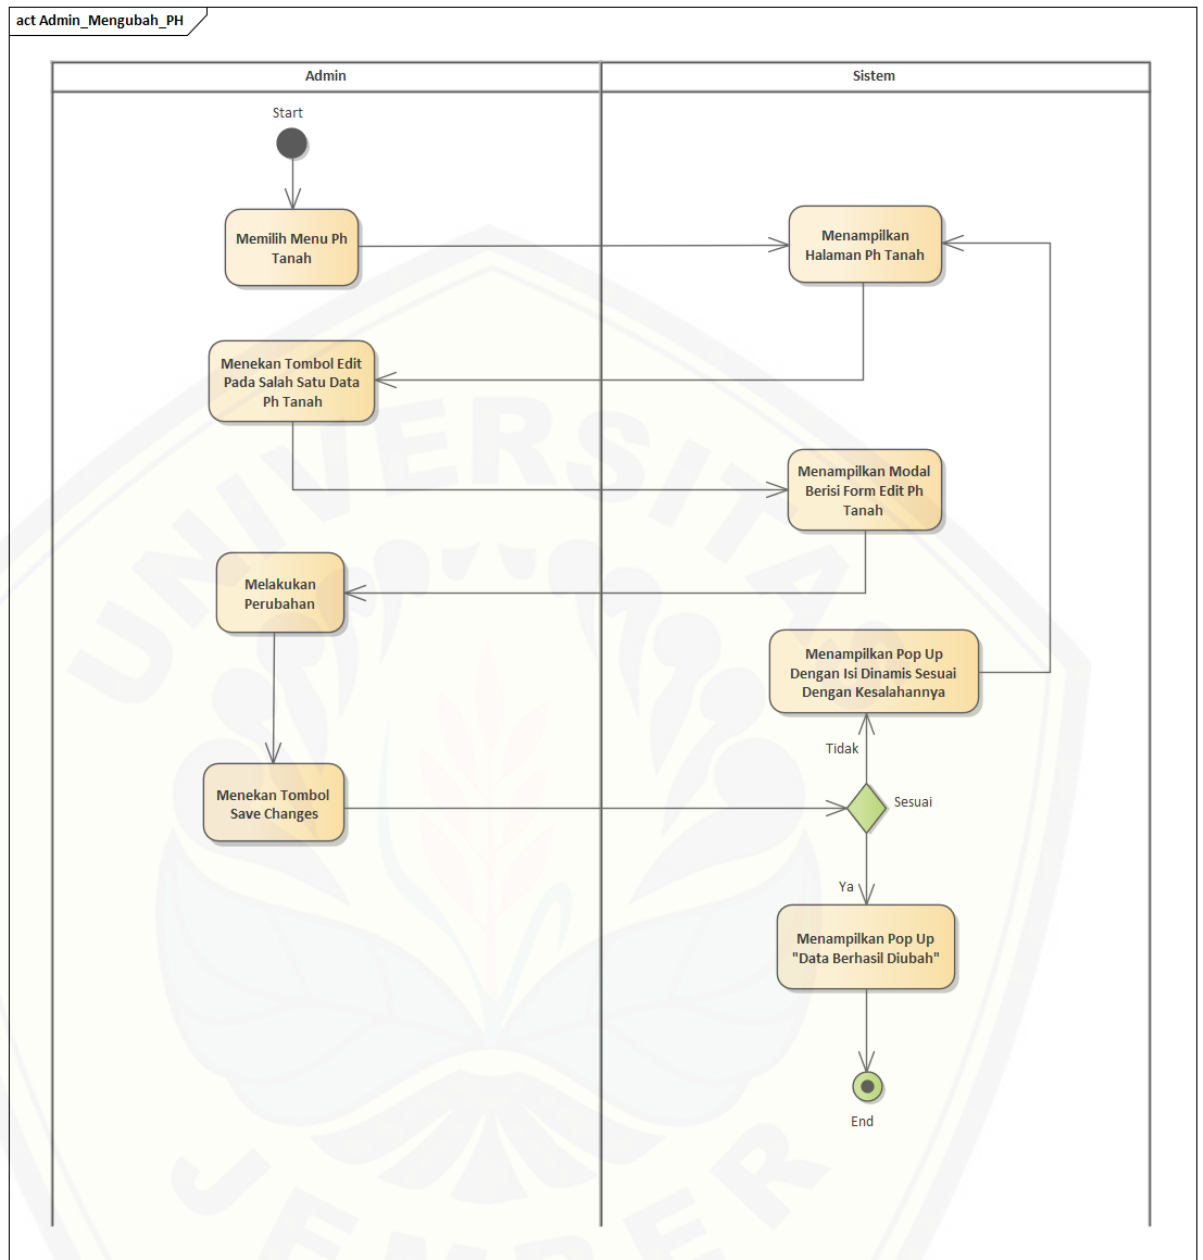 act Admin_Mengubah_PH
Admin
Sistem
Start
Memilih Menu Ph
Tanah
Menampilkan
Halaman Ph Tanah
Menekan Tombol Edit
Pada Salah Satu Data
Ph Tanah
Menampilkan Modal
Berisi Form Edit Ph
Tanah
Melakukan
Perubahan
Menampilkan Pop Up
Dengan Isi Dinamis Sesuai
Dengan Kesalahannya
Tidak
Menekan Tombol
Save Changes
Sesuai
Ya
Menampilkan Pop Up
"Data Berhasil Diubah"
End
UNIVERSITAS
JEMBER